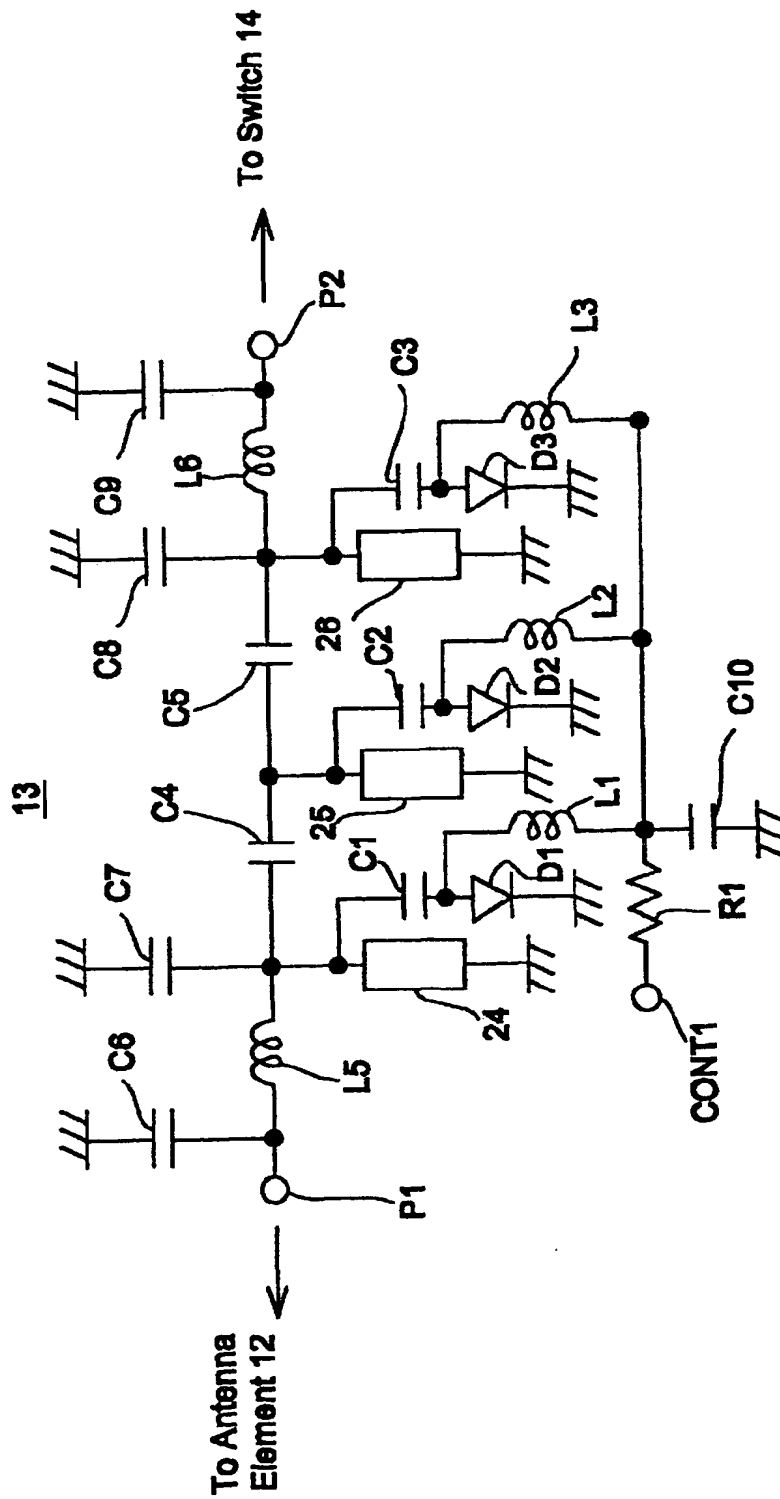 13
To Antenna
Element 12
To Switch 14
P1
C6
L5
C7
C4
C5
C8
L6
C9
P2
24
C1
D1
L1
25
C2
D2
L2
26
C3
D3
L3
CONT1
R1
C10